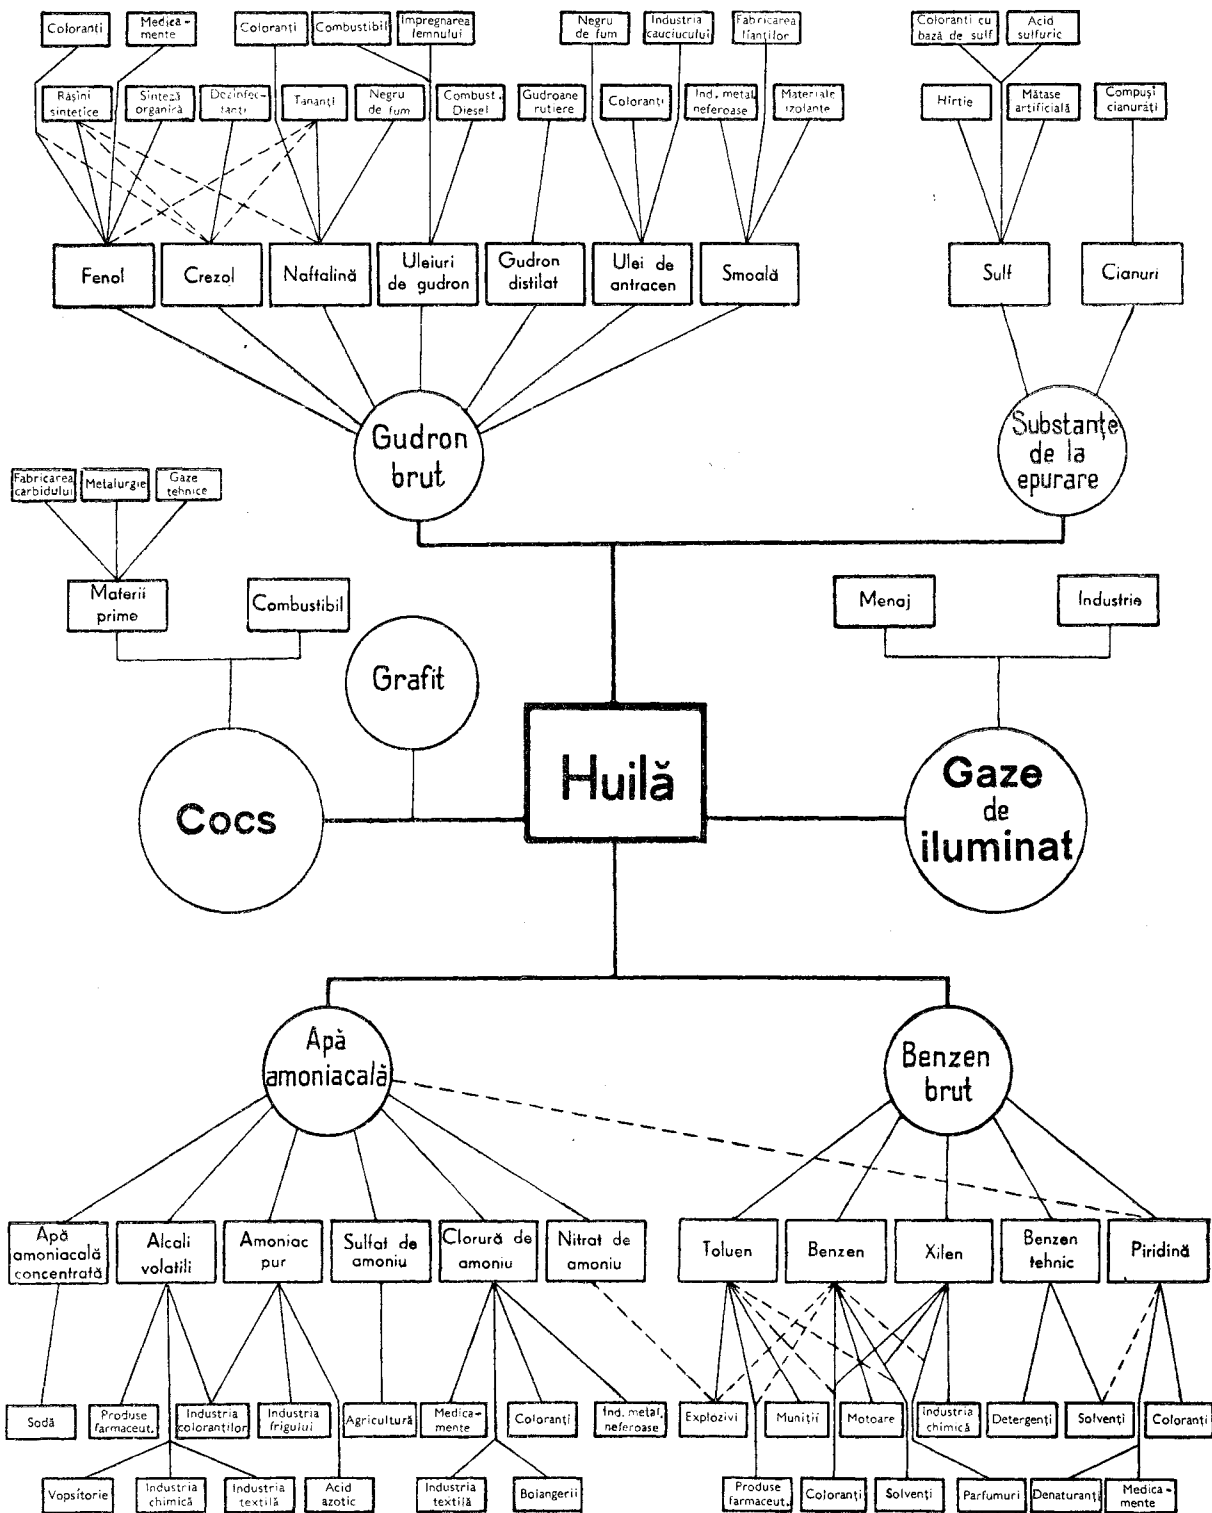 Coloranți
Medica-
mente
Coloranți
Combustibil
Impregnarea
lemnului
Negru
de fum
Industria
cauciucului
Fabricarea
lianților
Coloranți cu
bază de sulf
Acid
sulfuric
Rășini
sintetice
Sinteză
organică
Dezinfec-
tanți
Tananți
Negru
de fum
Combust.
Diesel
Gudroane
rutiere
Coloranți
Ind. metal.
neferoase
Materiale
izolante
Hîrtie
Mătase
artificială
Compuși
cianurați
Fenol
Crezol
Naftalină
Uleiuri
de gudron
Gudron
distilat
Ulei de
antracen
Smoală
Sulf
Cianuri
Gudron
brut
Substanțe
de la
epurare
Fabricarea
carbidului
Metalurgie
Gaze
tehnice
Materii
prime
Combustibil
Menaj
Industrie
Grafit
Huilă
Cocs
Gaze
de
iluminat
Apă
amoniacală
Benzen
brut
Apă
amoniacală
concentrată
Alcali
volatili
Amoniac
pur
Sulfat de
amoniu
Clorură de
amoniu
Nitrat de
amoniu
Toluen
Benzen
Xilen
Benzen
tehnic
Piridină
Sodă
Produse
farmaceut.
Industria
coloranților
Industria
frigului
Agricultură
Medica-
mente
Coloranți
Ind. metal.
neferoase
Explozivi
Muniții
Motoare
Industria
chimică
Detergenți
Solvenți
Coloranți
Vopsitorie
Industria
chimică
Industria
textilă
Acid
azotic
Industria
textilă
Boiangerii
Produse
farmaceut.
Coloranți
Solvenți
Parfumuri
Denaturanți
Medica-
mente